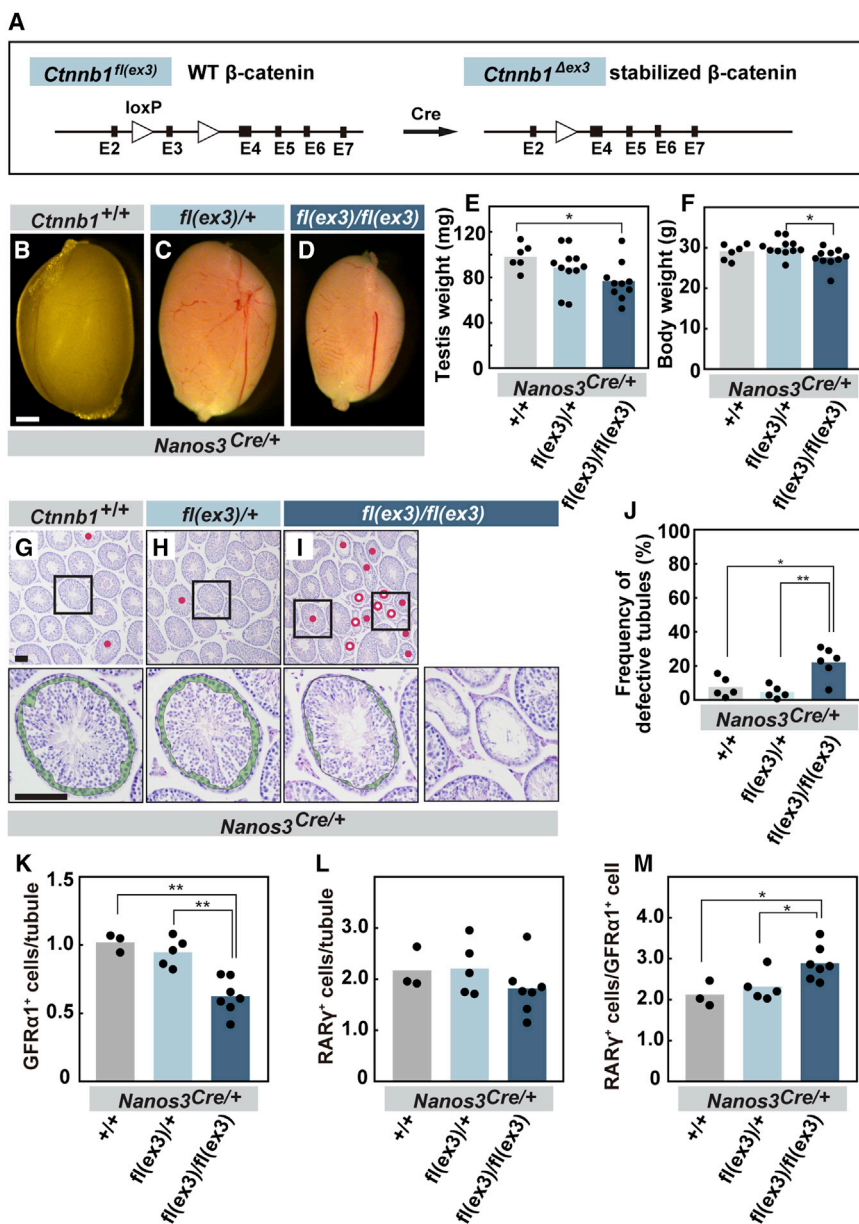 A
Ctnnb1fl(ex3) WT β-catenin
Ctnnb1Δex3 stabilized β-catenin
loxP
Cre
E2 E3 E4 E5 E6 E7
E2 E4 E5 E6 E7
Ctnnb1+/+ fl(ex3)/+ fl(ex3)/fl(ex3)
B C D
Nanos3Cre/+
E
Testis weight (mg)
120
80
40
0
*
Nanos3Cre/+
+/+
fl(ex3)/+
fl(ex3)/fl(ex3)
F
Body weight (g)
30
15
0
*
Nanos3Cre/+
+/+
fl(ex3)/+
fl(ex3)/fl(ex3)
Ctnnb1+/+ fl(ex3)/+ fl(ex3)/fl(ex3)
G H I
Nanos3Cre/+
J
Frequency of
defective tubules (%)
100
80
60
40
20
0
*
**
Nanos3Cre/+
+/+
fl(ex3)/+
fl(ex3)/fl(ex3)
K
GFRα1+ cells/tubule
1.5
1.0
0.5
0
**
**
Nanos3Cre/+
+/+
fl(ex3)/+
fl(ex3)/fl(ex3)
L
RARγ+ cells/tubule
3.0
2.0
1.0
0
Nanos3Cre/+
+/+
fl(ex3)/+
fl(ex3)/fl(ex3)
M
RARγ+ cells/GFRα1+ cell
4.0
3.0
2.0
1.0
0
*
*
Nanos3Cre/+
+/+
fl(ex3)/+
fl(ex3)/fl(ex3)